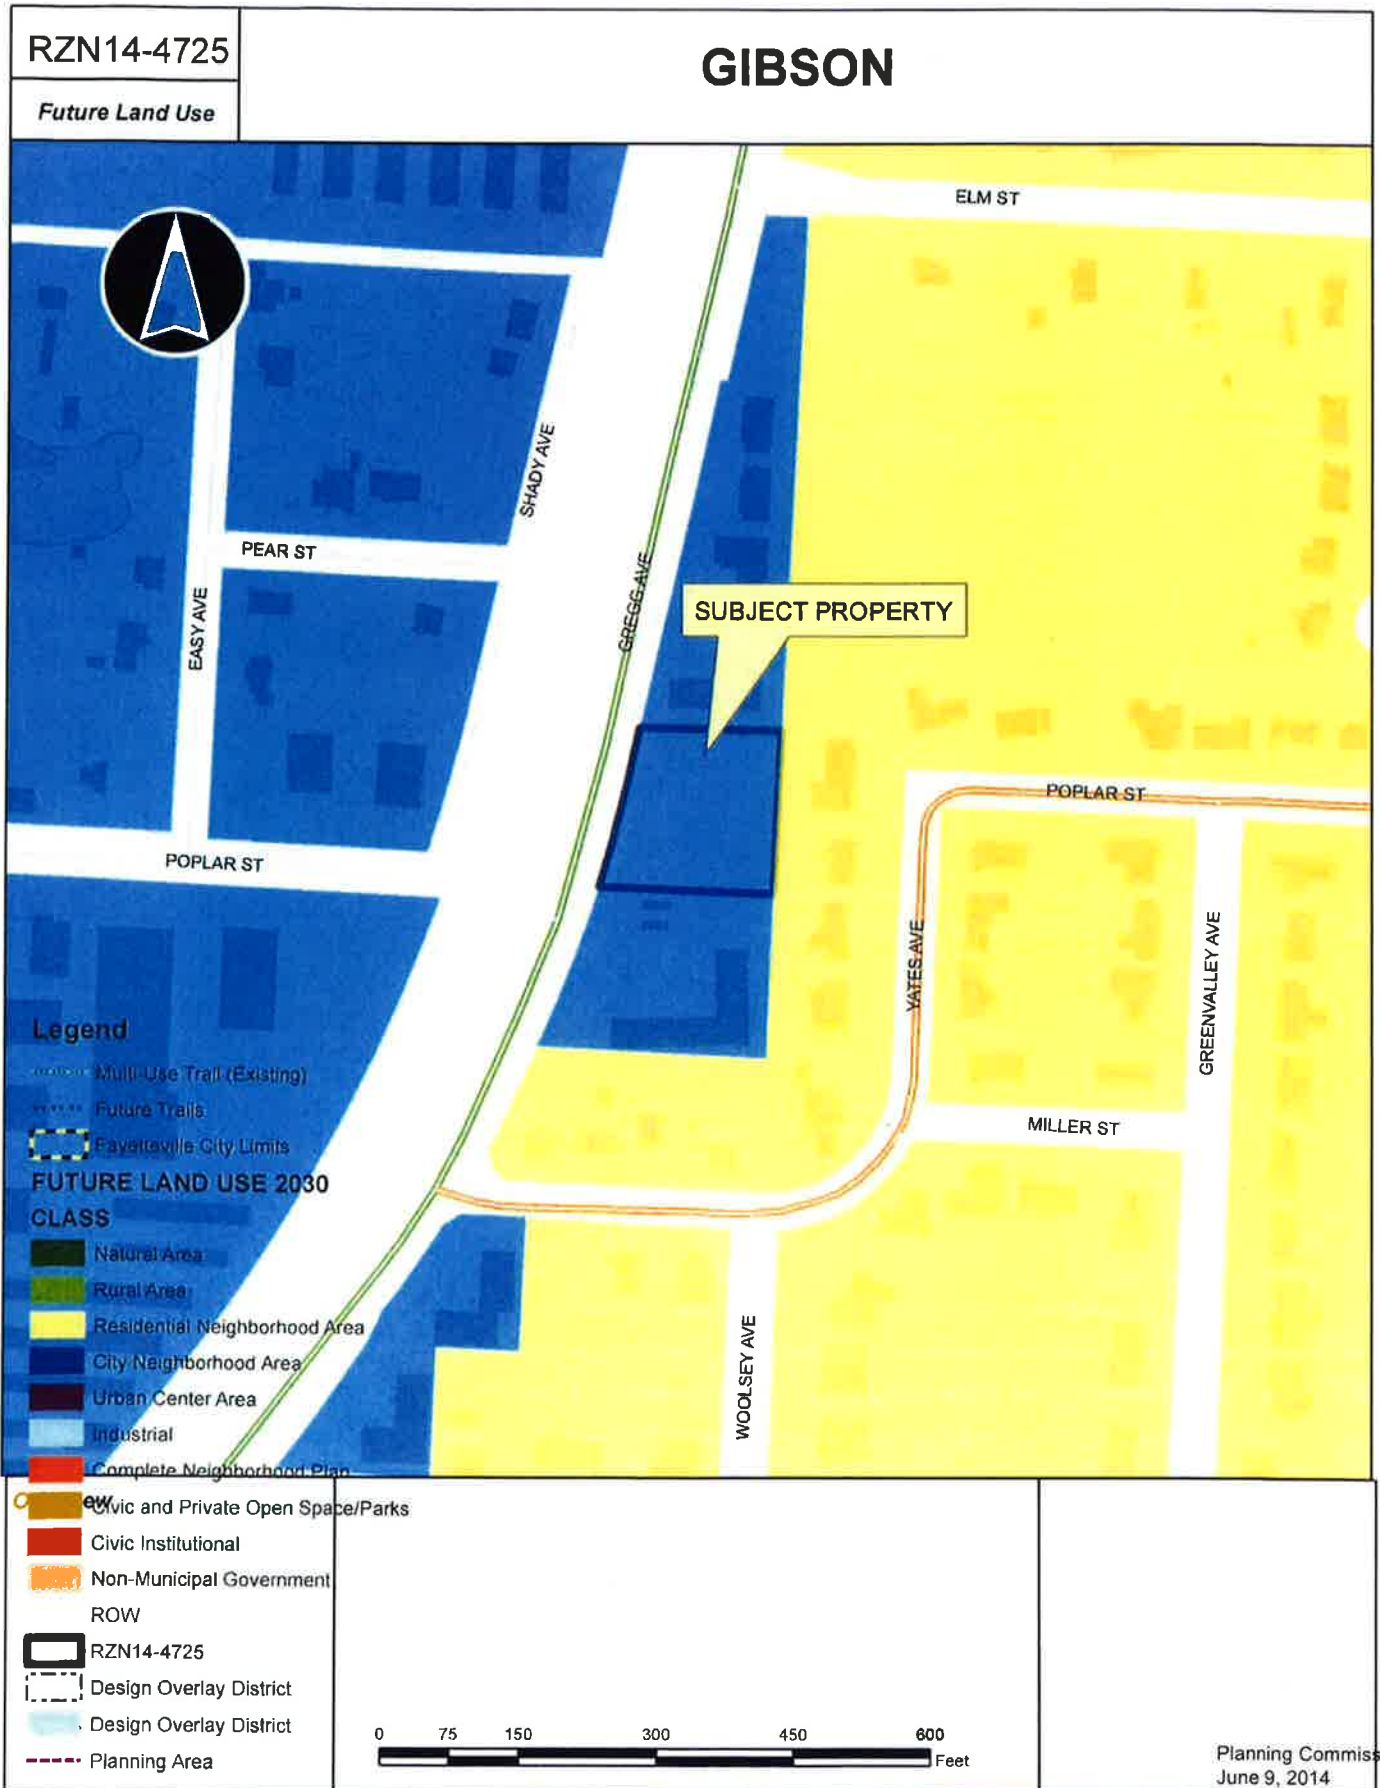 RZN14-4725
GIBSON
Future Land Use
ELM ST
SHADY AVE
PEAR ST
GREGG AVE
EASY AVE
SUBJECT PROPERTY
POPLAR ST
POPLAR ST
YATES AVE
GREENVALLEY AVE
MILLER ST
WOOLSEY AVE
Legend
Multi-Use Trail (Existing)
Future Trails
Fayetteville City Limits
FUTURE LAND USE 2030
CLASS
Natural Area
Rural Area
Residential Neighborhood Area
City Neighborhood Area
Urban Center Area
Industrial
Complete Neighborhood Plan
Civic and Private Open Space/Parks
Civic Institutional
Non-Municipal Government
ROW
RZN14-4725
Design Overlay District
Design Overlay District
Planning Area
0 75 150 300 450 600
Feet
Planning Commiss
June 9, 2014